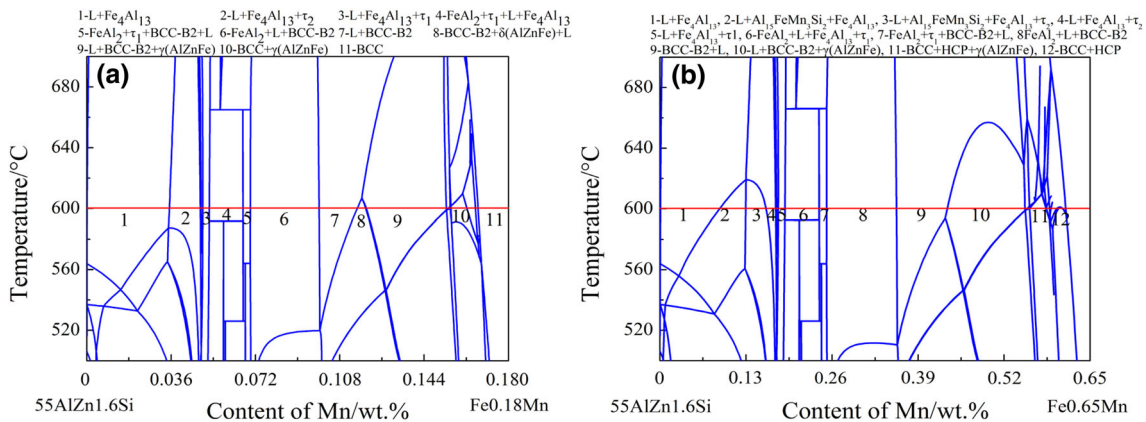 1-L+Fe4Al13 2-L+Fe4Al13+τ2 3-L+Fe4Al13+τ1 4-FeAl2+τ1+L+Fe4Al13
5-FeAl2+τ1+BCC-B2+L 6-FeAl2+L+BCC-B2 7-L+BCC-B2 8-BCC-B2+δ(AlZnFe)+L
9-L+BCC-B2+γ(AlZnFe) 10-BCC+γ(AlZnFe) 11-BCC
(a)
Temperature/°C
680
640
600
560
520
1 2 3 4 5 6 7 8 9 10 11
0 0.036 0.072 0.108 0.144 0.180
55AlZn1.6Si Content of Mn/wt.% Fe0.18Mn
1-L+Fe4Al13, 2-L+Al15FeMn3Si2+Fe4Al13, 3-L+Al15FeMn3Si2+Fe4Al13+τ2, 4-L+Fe4Al13+τ2
5-L+Fe4Al13+τ1, 6-FeAl2+L+Fe4Al13+τ1, 7-FeAl2+τ1+BCC-B2+L, 8FeAl2+L+BCC-B2
9-BCC-B2+L, 10-L+BCC-B2+γ(AlZnFe), 11-BCC+HCP+γ(AlZnFe), 12-BCC+HCP
(b)
Temperature/°C
680
640
600
560
520
1 2 3 4 5 6 7 8 9 10 11 12
0 0.13 0.26 0.39 0.52 0.65
55AlZn1.6Si Content of Mn/wt.% Fe0.65Mn